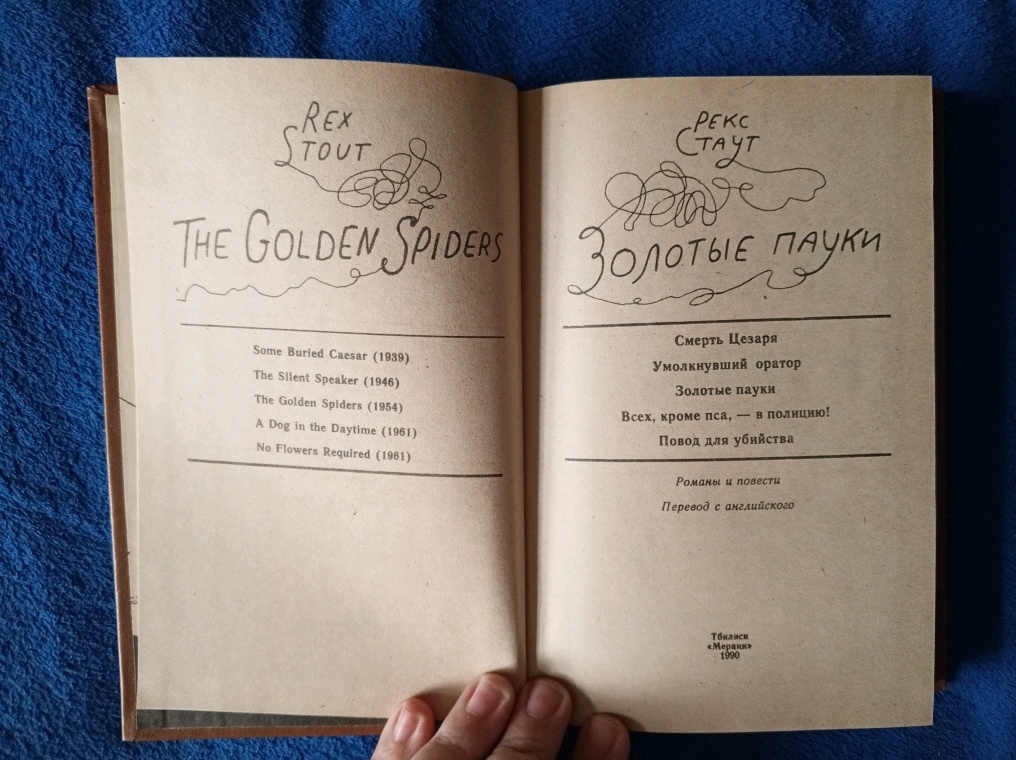 REX
STOUT
THE GOLDEN SPIDERS
Some Buried Caesar (1939)
The Silent Speaker (1946)
The Golden Spiders (1954)
A Dog in the Daytime (1961)
No Flowers Required (1961)
РЕКС
СТАУТ
ЗОЛОТЫЕ ПАУКИ
Смерть Цезаря
Умолкнувший оратор
Золотые пауки
Всех, кроме пса, — в полицию!
Повод для убийства
Романы и повести
Перевод с английского
Тбилиси
«Мерани»
1990